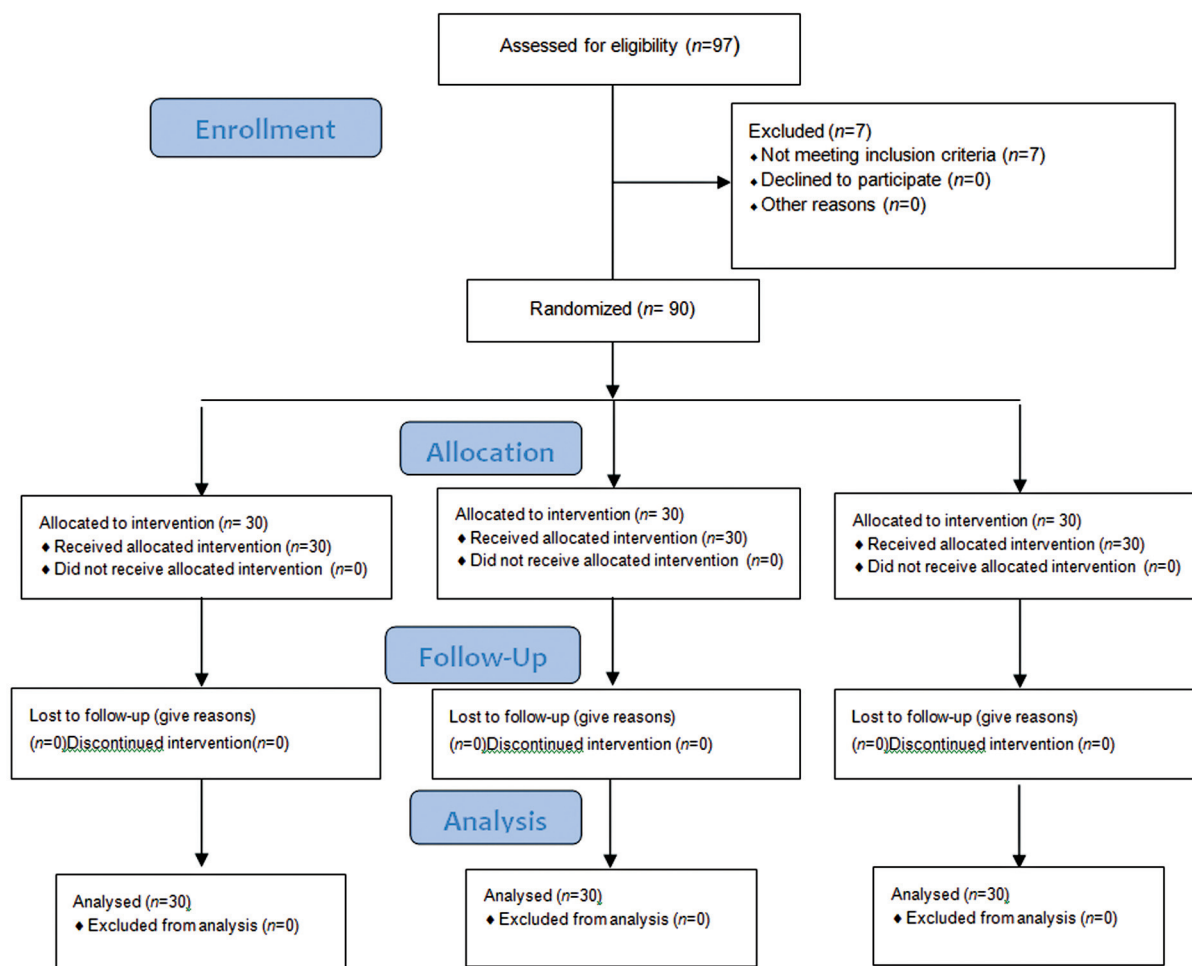 Assessed for eligibility (n=97)
Enrollment
Excluded (n=7)
♦ Not meeting inclusion criteria (n=7)
♦ Declined to participate (n=0)
♦ Other reasons (n=0)
Randomized (n= 90)
Allocation
Allocated to intervention (n= 30)
♦ Received allocated intervention (n=30)
♦ Did not receive allocated intervention (n=0)
Allocated to intervention (n= 30)
♦ Received allocated intervention (n=30)
♦ Did not receive allocated intervention (n=0)
Allocated to intervention (n= 30)
♦ Received allocated intervention (n=30)
♦ Did not receive allocated intervention (n=0)
Follow-Up
Lost to follow-up (give reasons)
(n=0)Discontinued intervention(n=0)
Lost to follow-up (give reasons)
(n=0)Discontinued intervention (n=0)
Lost to follow-up (give reasons)
(n=0)Discontinued intervention (n=0)
Analysis
Analysed (n=30)
♦ Excluded from analysis (n=0)
Analysed (n=30)
♦ Excluded from analysis (n=0)
Analysed (n=30)
♦ Excluded from analysis (n=0)